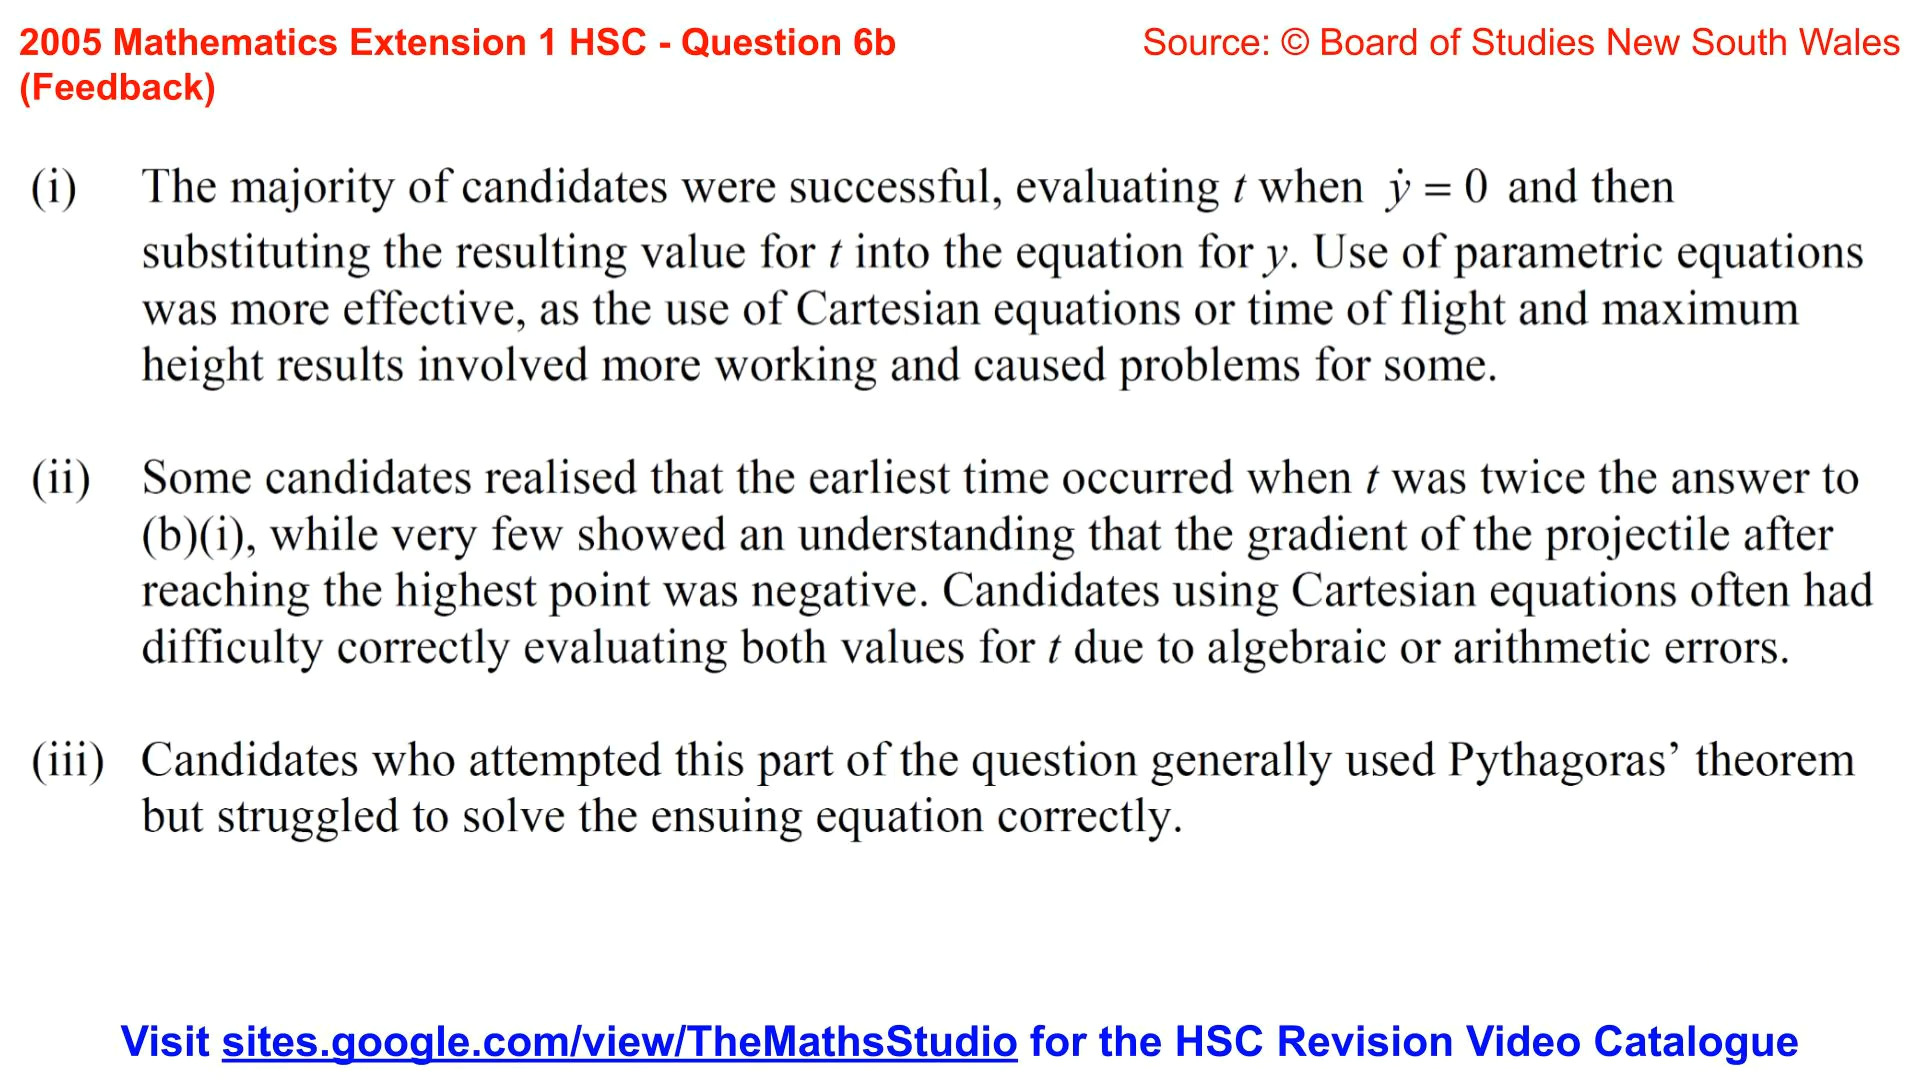 2005 Mathematics Extension 1 HSC - Question 6b
(Feedback)
Source: © Board of Studies New South Wales
(i) The majority of candidates were successful, evaluating t when ẏ = 0 and then
substituting the resulting value for t into the equation for y. Use of parametric equations
was more effective, as the use of Cartesian equations or time of flight and maximum
height results involved more working and caused problems for some.
(ii) Some candidates realised that the earliest time occurred when t was twice the answer to
(b)(i), while very few showed an understanding that the gradient of the projectile after
reaching the highest point was negative. Candidates using Cartesian equations often had
difficulty correctly evaluating both values for t due to algebraic or arithmetic errors.
(iii) Candidates who attempted this part of the question generally used Pythagoras’ theorem
but struggled to solve the ensuing equation correctly.
Visit sites.google.com/view/TheMathsStudio for the HSC Revision Video Catalogue